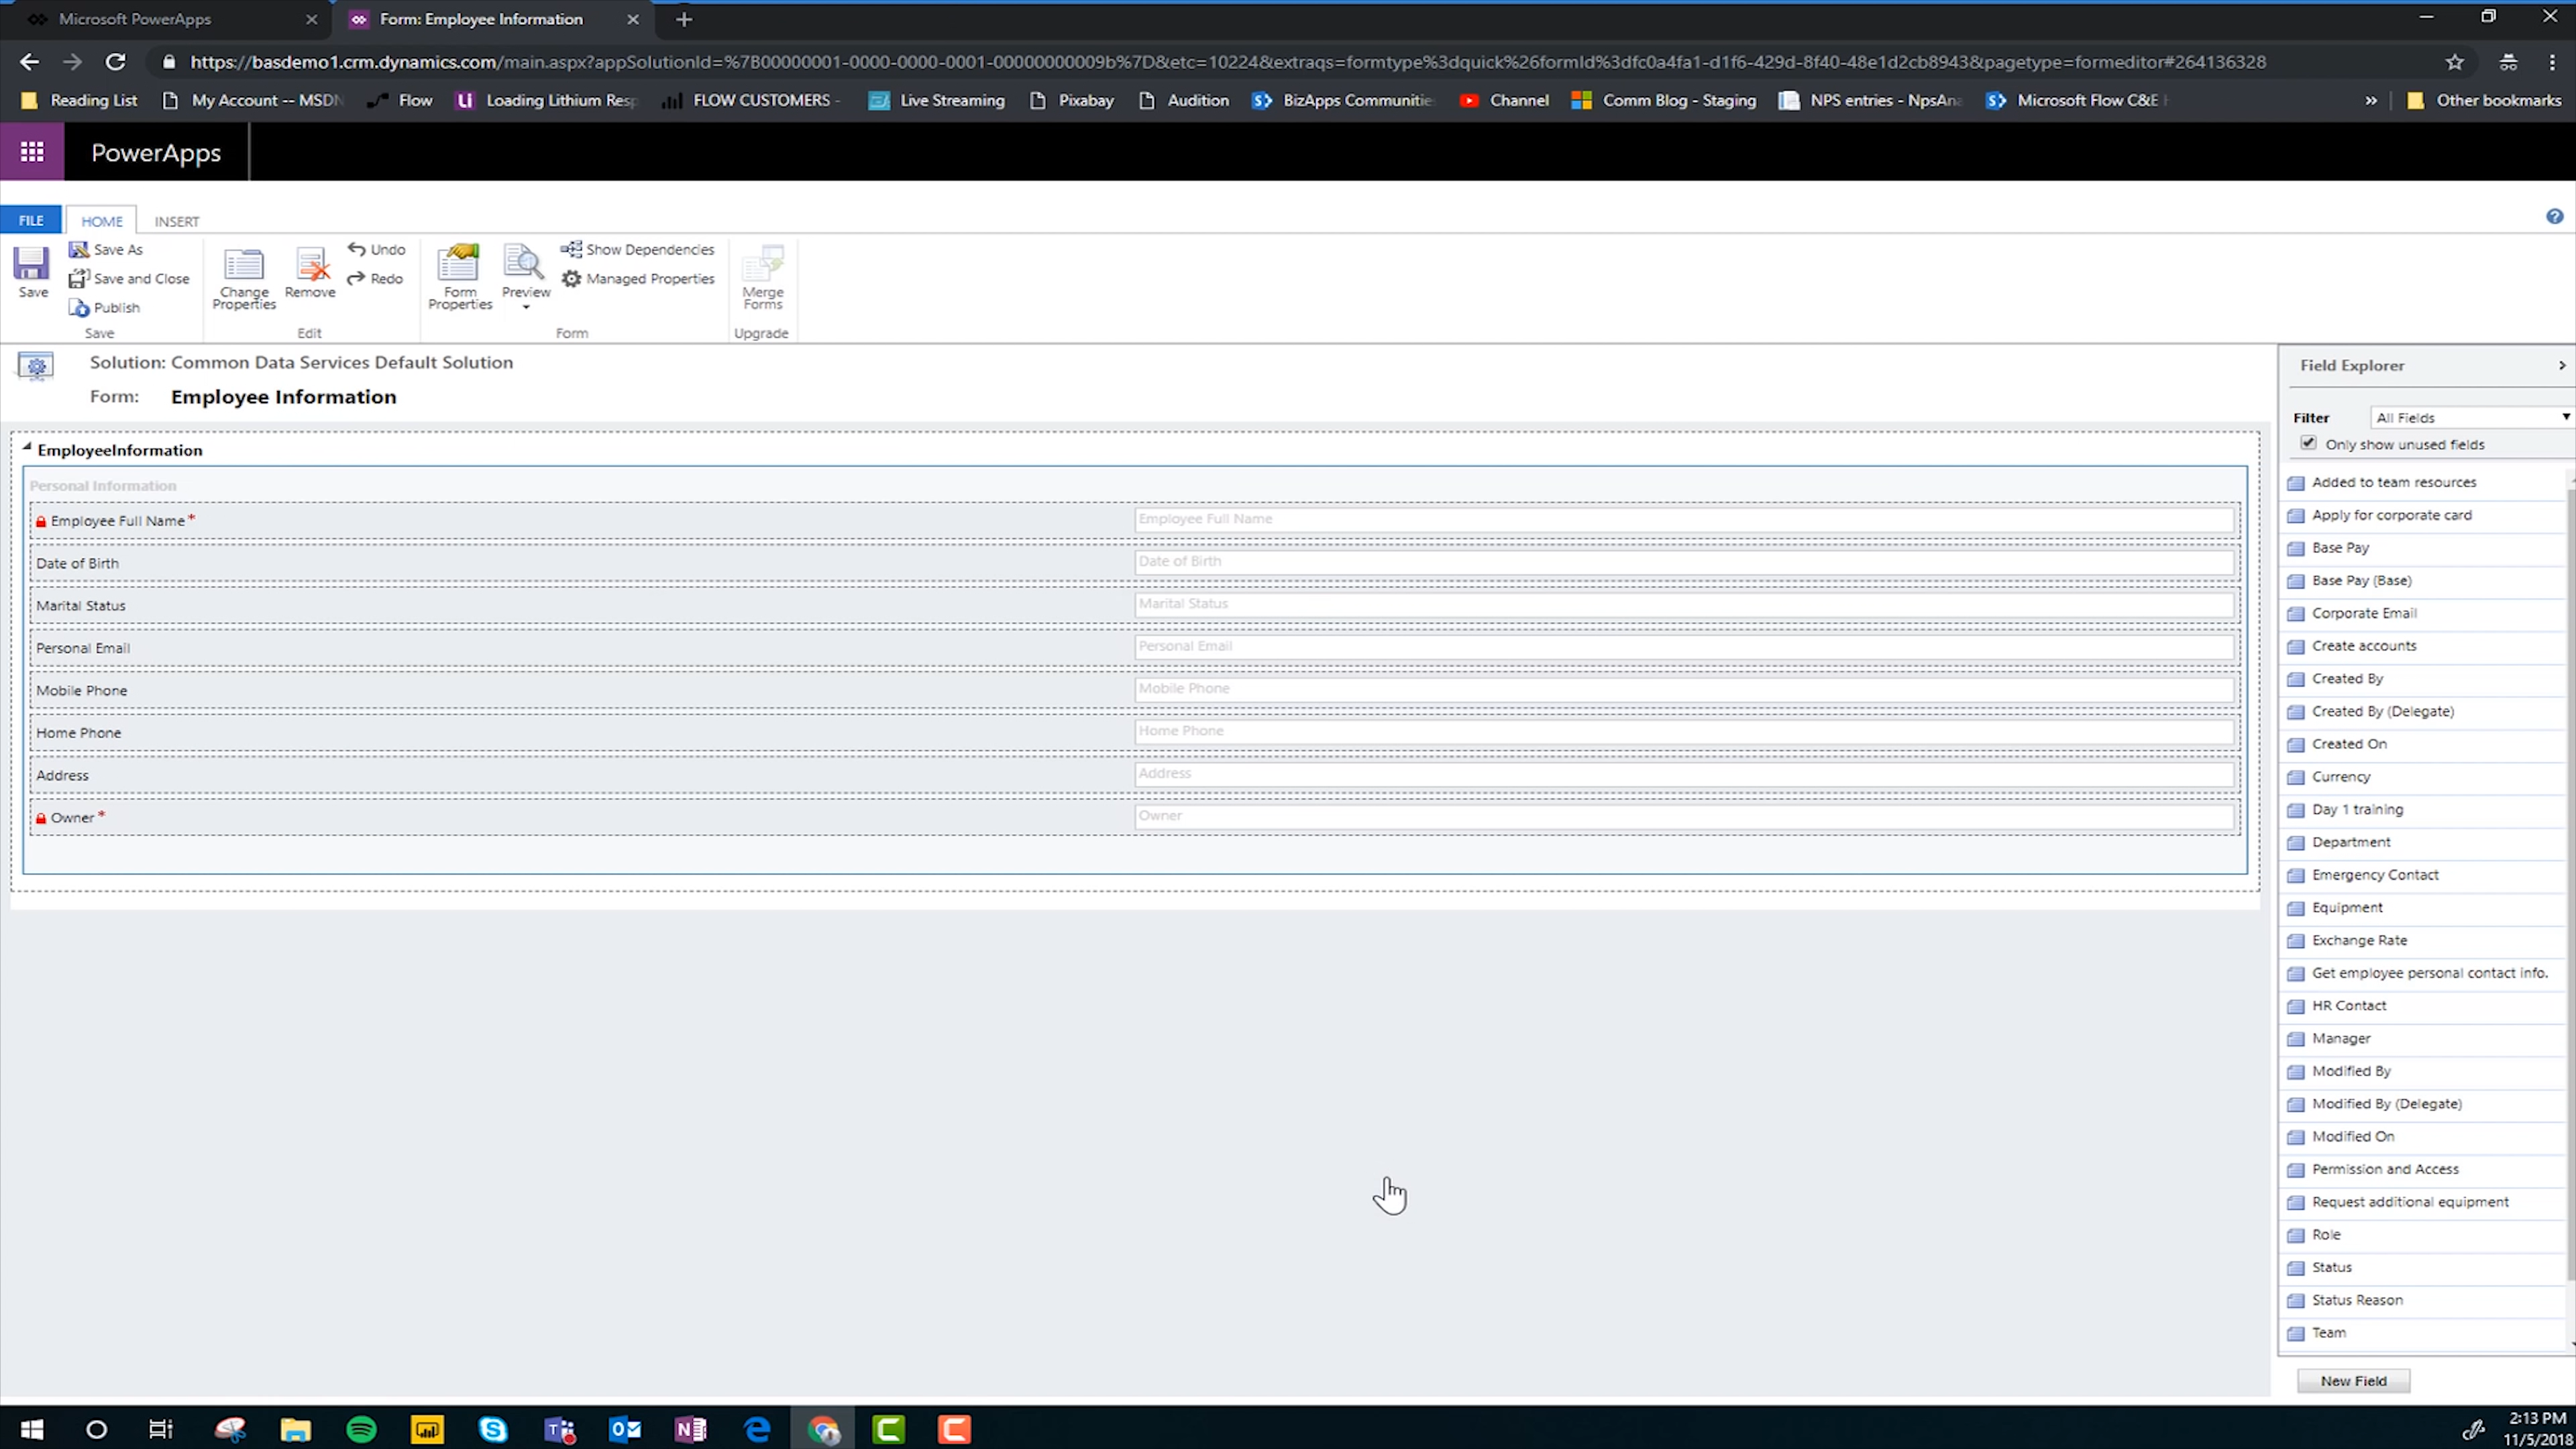 Microsoft PowerApps
Form: Employee Information
https://basdemo1.crm.dynamics.com/main.aspx?appSolutionId=%7B00000001-0000-0000-0001-00000000009b%7D&etc=10224&extraqs=formtype%3dquick%26formId%3dfc0a4fa1-d1f6-429d-8f40-48e1d2cb8943&pagetype=formeditor#264136328
Reading List My Account -- MSDN Flow Loading Lithium Resp FLOW CUSTOMERS - Live Streaming Pixabay Audition BizApps Communitie Channel Comm Blog - Staging NPS entries - NpsAna Microsoft Flow C&E » Other bookmarks
PowerApps
FILE HOME INSERT
Save
Save As
Save and Close
Publish
Save
Change Properties
Remove
Undo
Redo
Edit
Form Properties
Preview
Show Dependencies
Managed Properties
Form
Merge Forms
Upgrade
Solution: Common Data Services Default Solution
Form: Employee Information
EmployeeInformation
Personal Information
Employee Full Name * Employee Full Name
Date of Birth Date of Birth
Marital Status Marital Status
Personal Email Personal Email
Mobile Phone Mobile Phone
Home Phone Home Phone
Address Address
Owner * Owner
Field Explorer
Filter All Fields
Only show unused fields
Added to team resources
Apply for corporate card
Base Pay
Base Pay (Base)
Corporate Email
Create accounts
Created By
Created By (Delegate)
Created On
Currency
Day 1 training
Department
Emergency Contact
Equipment
Exchange Rate
Get employee personal contact info.
HR Contact
Manager
Modified By
Modified By (Delegate)
Modified On
Permission and Access
Request additional equipment
Role
Status
Status Reason
Team
New Field
2:13 PM
11/5/2018